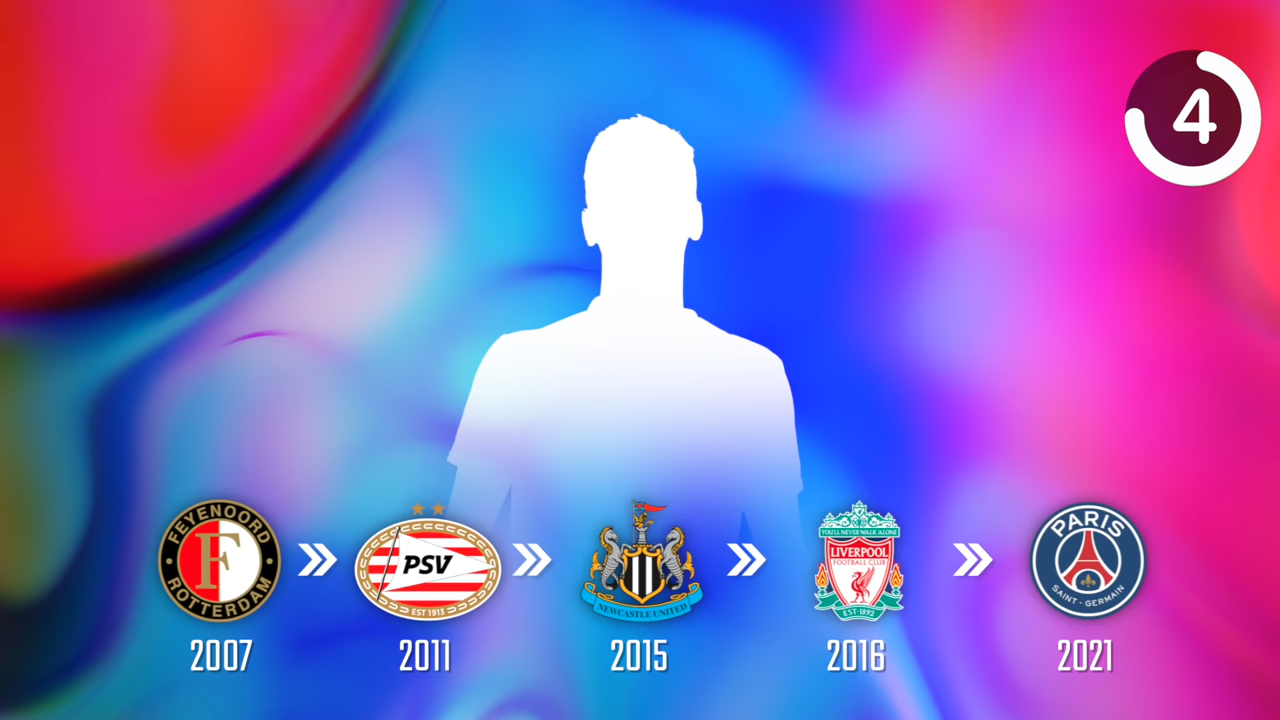 4
FEYENOORD
F
ROTTERDAM
PSV
EST 1913
NEWCASTLE UNITED
YOU'LL NEVER WALK ALONE
LIVERPOOL
FOOTBALL CLUB
EST·1892
PARIS
SAINT-GERMAIN
2007
2011
2015
2016
2021